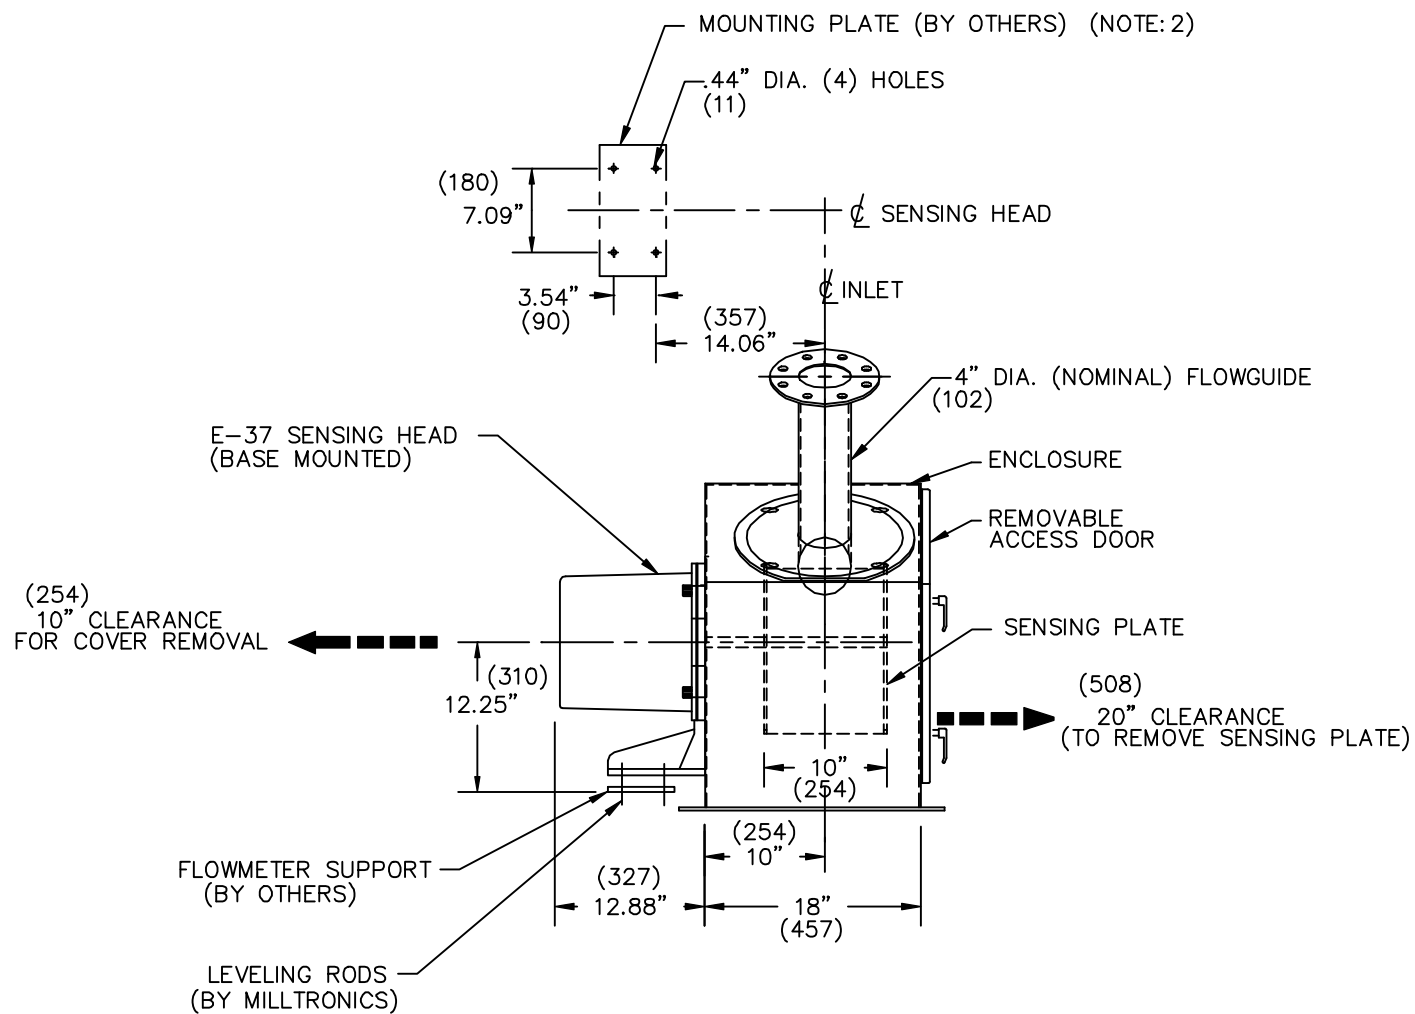 MOUNTING PLATE (BY OTHERS) (NOTE: 2)
.44" DIA. (4) HOLES
(11)
(180)
7.09"
℄ SENSING HEAD
℄ INLET
3.54"
(90)
(357)
14.06"
4" DIA. (NOMINAL) FLOWGUIDE
(102)
E-37 SENSING HEAD
(BASE MOUNTED)
ENCLOSURE
REMOVABLE
ACCESS DOOR
(254)
10" CLEARANCE
FOR COVER REMOVAL
SENSING PLATE
(310)
12.25"
(508)
20" CLEARANCE
(TO REMOVE SENSING PLATE)
10"
(254)
(254)
10"
FLOWMETER SUPPORT
(BY OTHERS)
(327)
12.88"
18"
(457)
LEVELING RODS
(BY MILLTRONICS)